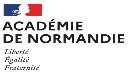 ACADÉMIE
DE NORMANDIE
Liberté
Égalité
Fraternité